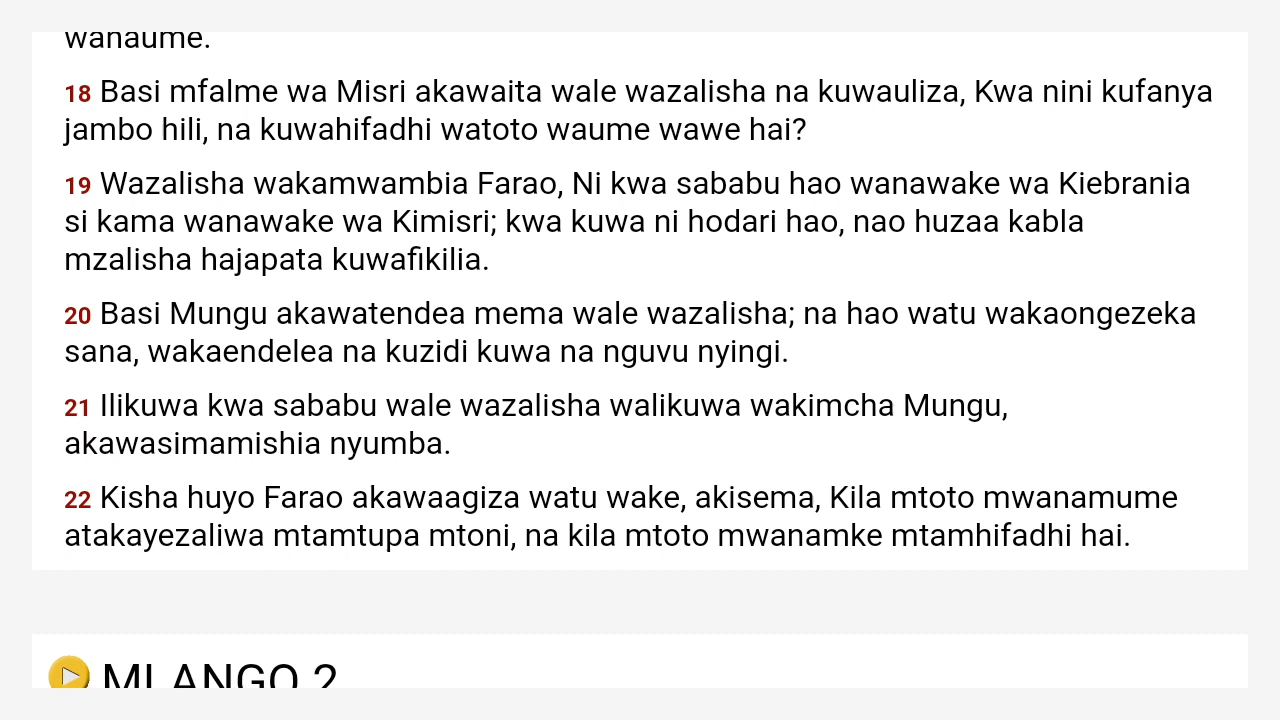 wanaume.
18 Basi mfalme wa Misri akawaita wale wazalisha na kuwauliza, Kwa nini kufanya
jambo hili, na kuwahifadhi watoto waume wawe hai?
19 Wazalisha wakamwambia Farao, Ni kwa sababu hao wanawake wa Kiebrania
si kama wanawake wa Kimisri; kwa kuwa ni hodari hao, nao huzaa kabla
mzalisha hajapata kuwafikilia.
20 Basi Mungu akawatendea mema wale wazalisha; na hao watu wakaongezeka
sana, wakaendelea na kuzidi kuwa na nguvu nyingi.
21 Ilikuwa kwa sababu wale wazalisha walikuwa wakimcha Mungu,
akawasimamishia nyumba.
22 Kisha huyo Farao akawaagiza watu wake, akisema, Kila mtoto mwanamume
atakayezaliwa mtamtupa mtoni, na kila mtoto mwanamke mtamhifadhi hai.
MLANGO 2